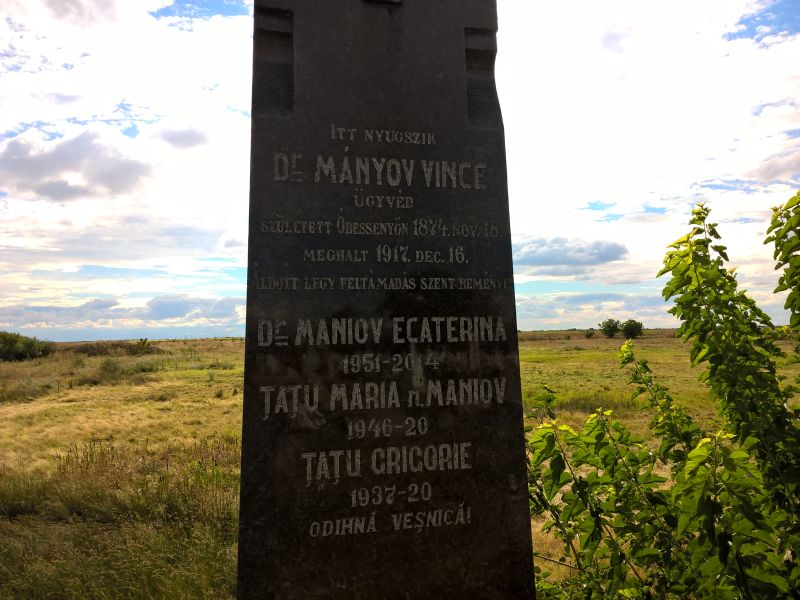 ITT NYUGSZIK
Dr. MÁNYOV VINCE
ÜGYVÉD
SZÜLETETT ÓBESSENYŐN 1874. NOV. 18.
MEGHALT 1917. DEC. 16.
ÁLDOTT LÉGY FELTÁMADÁS SZENT REMÉNYE
Dr. MANIOV ECATERINA
1951-2014
ȚAȚU MARIA n. MANIOV
1946-20
ȚAȚU GRIGORIE
1937-20
ODIHNĂ VEȘNICĂ!